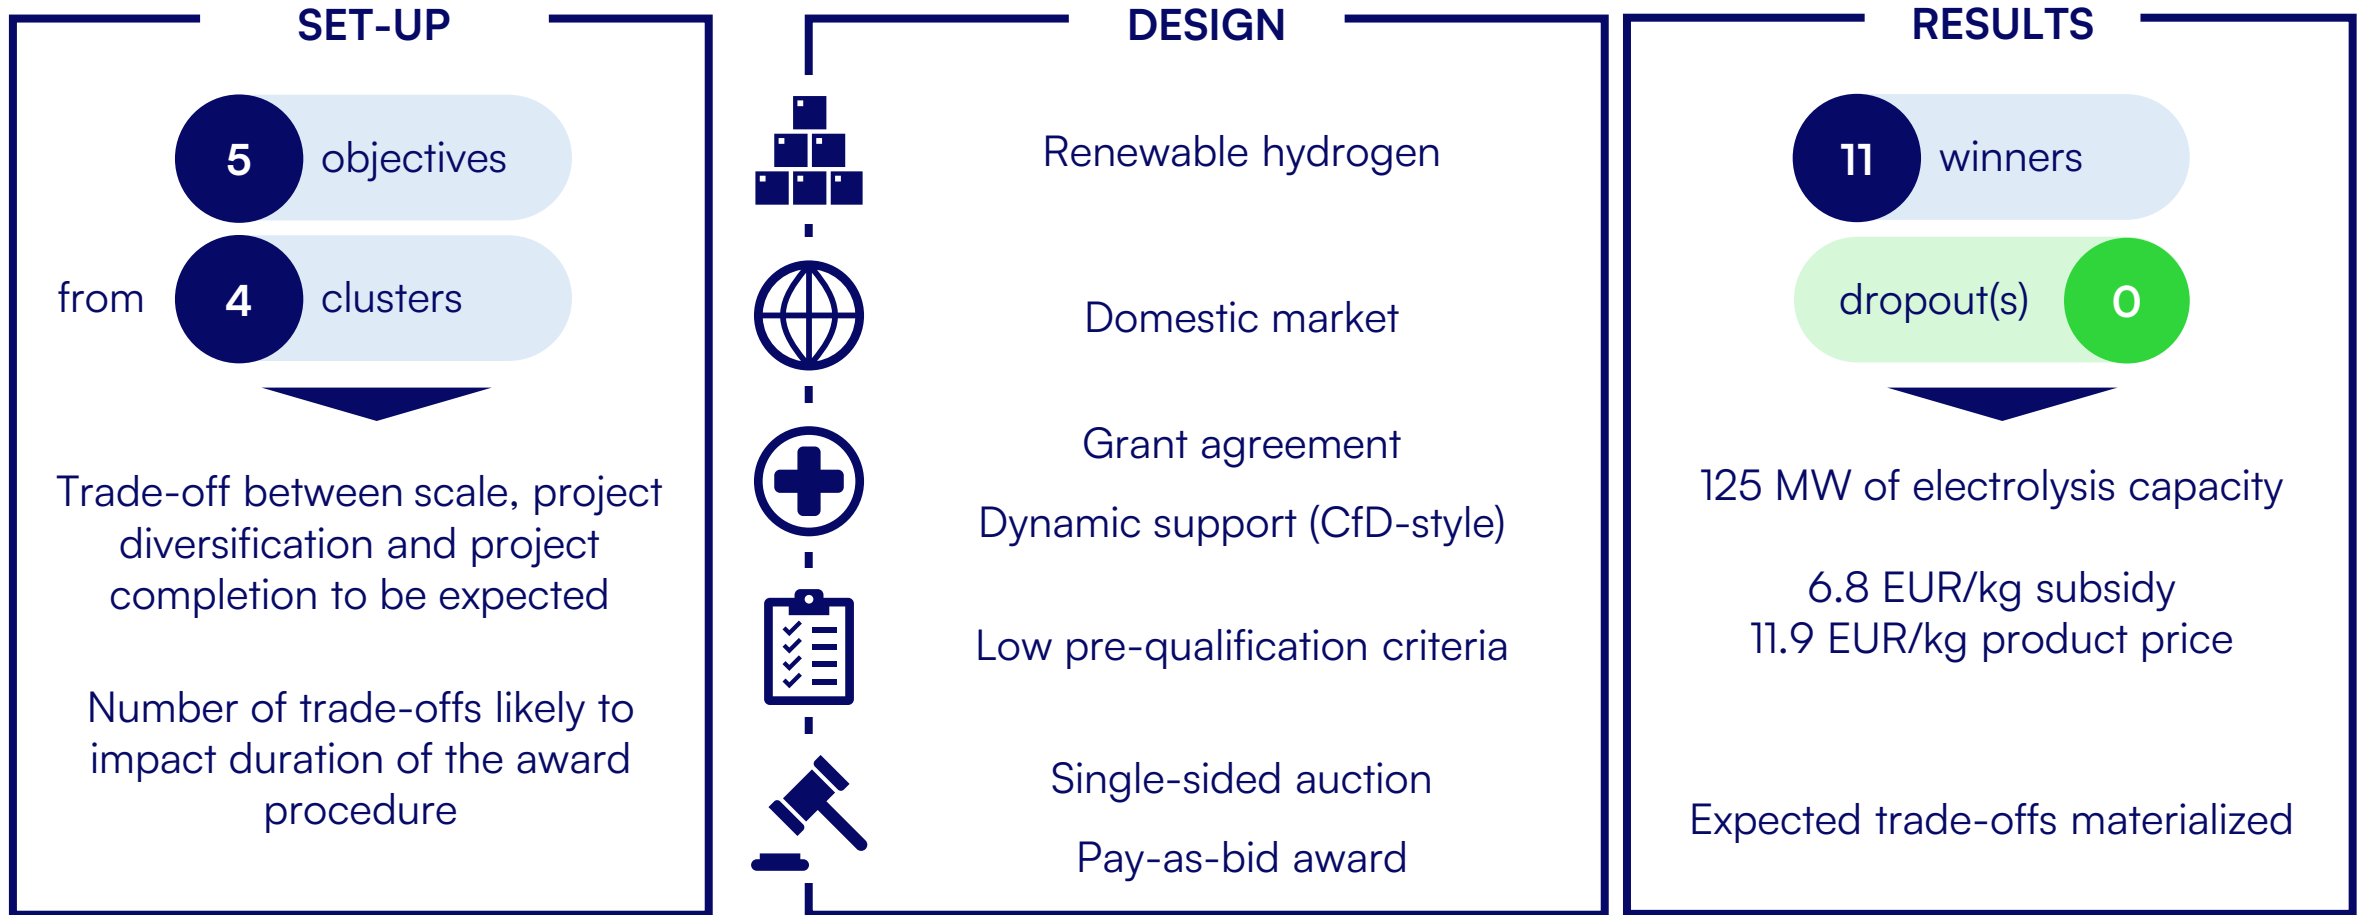 SET-UP
5 objectives
from 4 clusters
Trade-off between scale, project
diversification and project
completion to be expected
Number of trade-offs likely to
impact duration of the award
procedure
DESIGN
Renewable hydrogen
Domestic market
Grant agreement
Dynamic support (CfD-style)
Low pre-qualification criteria
Single-sided auction
Pay-as-bid award
RESULTS
11 winners
dropout(s) 0
125 MW of electrolysis capacity
6.8 EUR/kg subsidy
11.9 EUR/kg product price
Expected trade-offs materialized